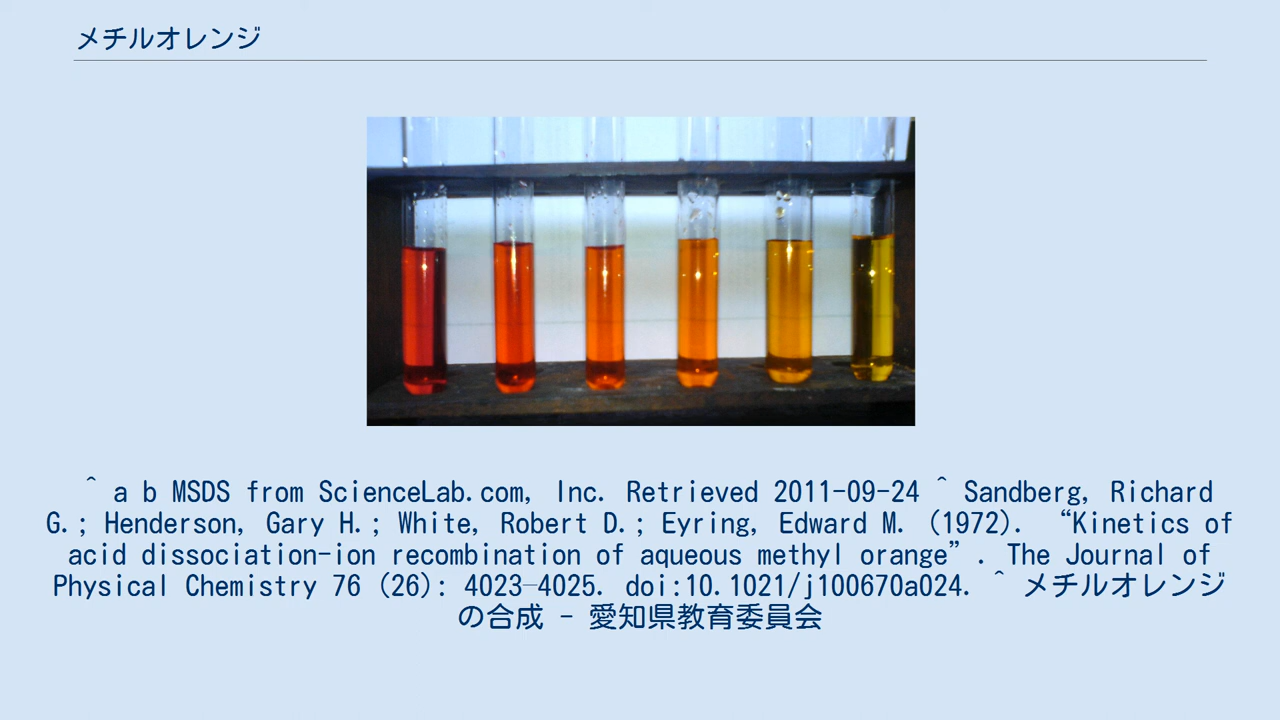 メチルオレンジ
^ a b MSDS from ScienceLab.com, Inc. Retrieved 2011-09-24 ^ Sandberg, Richard
G.; Henderson, Gary H.; White, Robert D.; Eyring, Edward M. (1972). “Kinetics of
acid dissociation-ion recombination of aqueous methyl orange”. The Journal of
Physical Chemistry 76 (26): 4023–4025. doi:10.1021/j100670a024. ^ メチルオレンジ
の合成 - 愛知県教育委員会